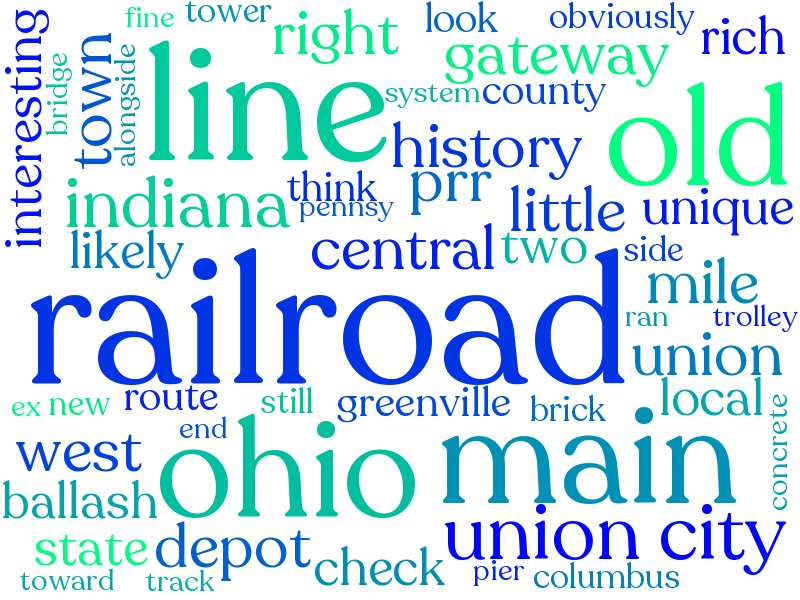 fine tower right look obviously rich
interesting bridge town alongside line system gateway county old
history indiana think pennsy prr little unique
likely central two side mile
railroad ran trolley union
ex new route still greenville brick local concrete
west end ohio main
ballash depot union city
state check pier columbus
toward track